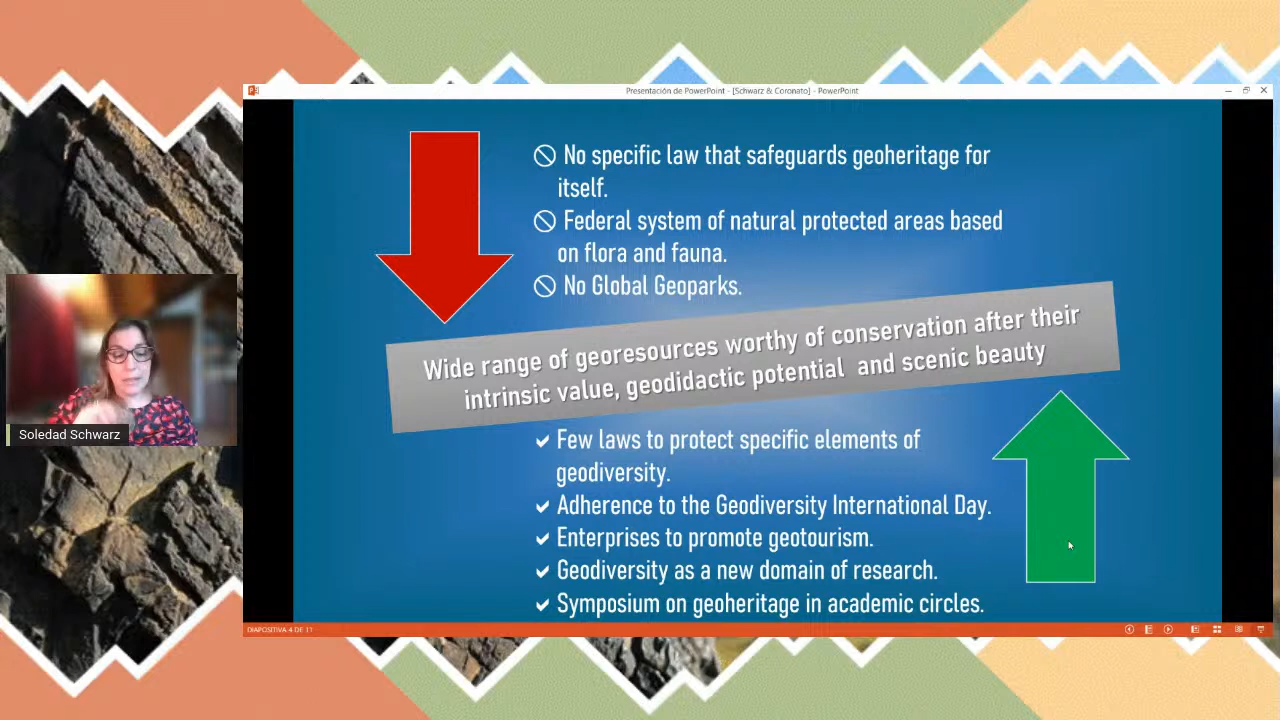 Presentación de PowerPoint - [Schwarz & Coronato] - PowerPoint
No specific law that safeguards geoheritage for
itself.
Federal system of natural protected areas based
on flora and fauna.
No Global Geoparks.
Wide range of georesources worthy of conservation after their
intrinsic value, geodidactic potential and scenic beauty
Few laws to protect specific elements of
geodiversity.
Adherence to the Geodiversity International Day.
Enterprises to promote geotourism.
Geodiversity as a new domain of research.
Symposium on geoheritage in academic circles.
Soledad Schwarz
DIAPOSITIVA 4 DE 11